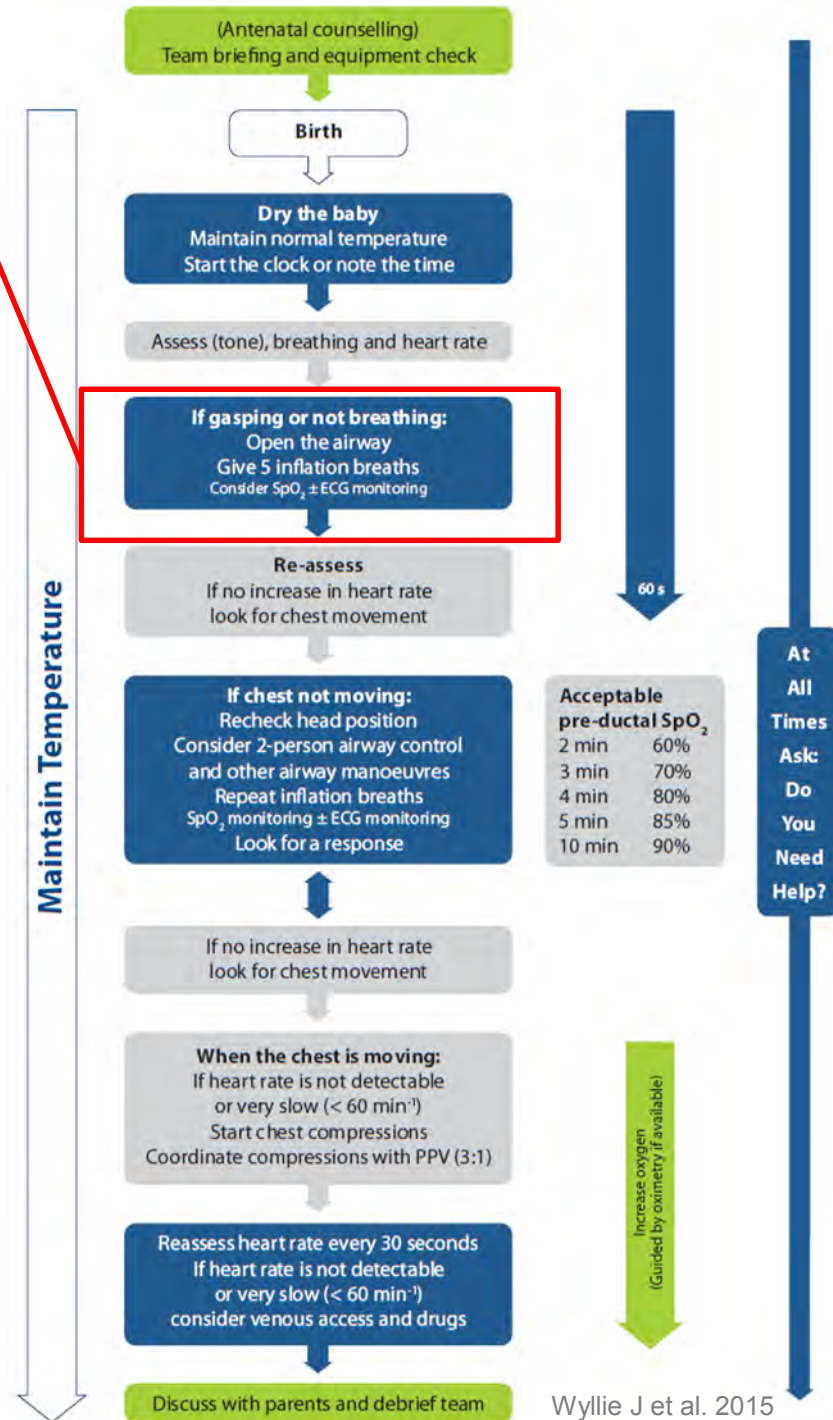 (Antenatal counselling)
Team briefing and equipment check
Birth
Dry the baby
Maintain normal temperature
Start the clock or note the time
Assess (tone), breathing and heart rate
If gasping or not breathing:
Open the airway
Give 5 inflation breaths
Consider SpO₂ ± ECG monitoring
Re-assess
If no increase in heart rate
look for chest movement
If chest not moving:
Recheck head position
Consider 2-person airway control
and other airway manoeuvres
Repeat inflation breaths
SpO₂ monitoring ± ECG monitoring
Look for a response
If no increase in heart rate
look for chest movement
When the chest is moving:
If heart rate is not detectable
or very slow (< 60 min⁻¹)
Start chest compressions
Coordinate compressions with PPV (3:1)
Reassess heart rate every 30 seconds
If heart rate is not detectable
or very slow (< 60 min⁻¹)
consider venous access and drugs
Discuss with parents and debrief team
Maintain Temperature
60 s
Acceptable
pre-ductal SpO₂
2 min 60%
3 min 70%
4 min 80%
5 min 85%
10 min 90%
Increase oxygen
(Guided by oximetry if available)
At
All
Times
Ask:
Do
You
Need
Help?
Wyllie J et al. 2015